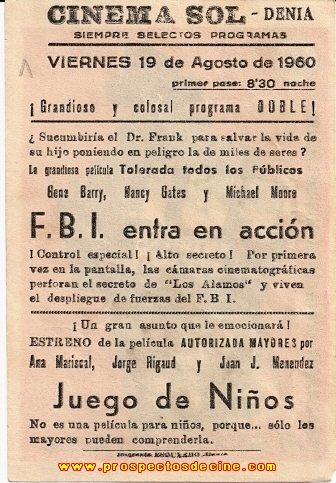 CINEMA SOL - DENIA
SIEMPRE SELECTOS PROGRAMAS
VIERNES 19 de Agosto de 1960
primer pase: 8'30 noche
¡Grandioso y colosal programa DOBLE!
¿Sucumbiría el Dr. Frank para salvar la vida de
su hijo poniendo en peligro la de miles de seres?
La grandiosa película Tolerada todos los Públicos
Gene Barry, Nancy Gates y Michael Moore
F.B.I. entra en acción
!Control especial! ¡Alto secreto! Por primera
vez en la pantalla, las cámaras cinematográficas
perforan el secreto de "Los Alamos" y viven
el despliegue de fuerzas del F.B.I.
¡Un gran asunto que le emocionará!
ESTRENO de la película AUTORIZADA MAYORES por
Ana Mariscal, Jorge Rigaud y Juan J. Menendez
Juego de Niños
No es una película para niños, porque... sólo los
mayores pueden comprenderla.
Imprenta
www.prospectosdecine.com